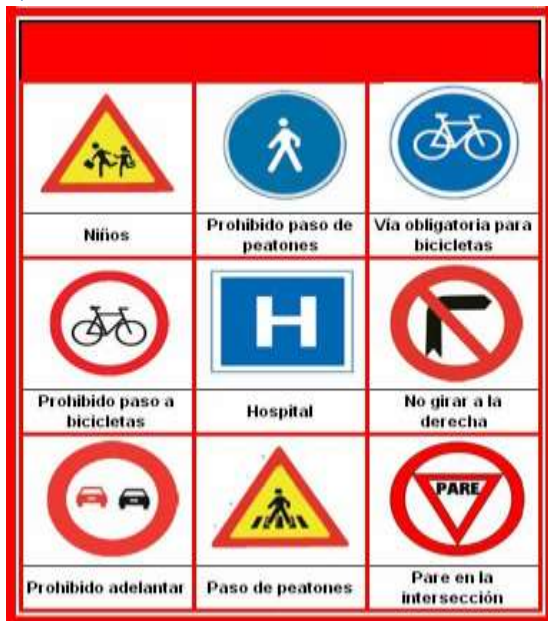 Niños
Prohibido paso de
peatones
Vía obligatoria para
bicicletas
H
Prohibido paso a
bicicletas
Hospital
No girar a la
derecha
PARE
Prohibido adelantar
Paso de peatones
Pare en la
intersección